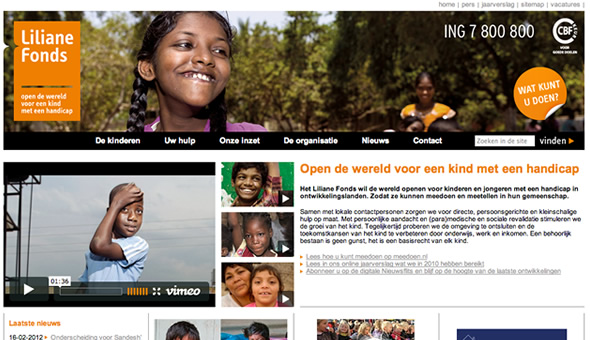 home | pers | jaarverslag | sitemap | vacatures |
Liliane
Fonds
open de wereld
voor een kind
met een handicap
ING 7 800 800
CBF
VOOR
GOEDE DOELEN
WAT KUNT
U DOEN?
De kinderen Uw hulp Onze inzet De organisatie Nieuws Contact Zoeken in de site vinden
Open de wereld voor een kind met een handicap
Het Liliane Fonds wil de wereld openen voor kinderen en jongeren met een handicap in
ontwikkelingslanden. Zodat ze kunnen meedoen en meetellen in hun gemeenschap.
Samen met lokale contactpersonen zorgen we voor directe, persoonsgerichte en kleinschalige
hulp op maat. Met persoonlijke aandacht en (para)medische en sociale revalidatie stimuleren we
de groei van het kind. Tegelijkertijd proberen we de omgeving te ontsluiten en de
toekomstkansen van het kind te verbeteren door onderwijs, werk en inkomen. Een behoorlijk
bestaan is geen gunst, het is een basisrecht van elk kind.
Lees hoe u kunt meedoen op meedoen.nl
Lees in ons online jaarverslag wat we in 2010 hebben bereikt
Abonneer u op de digitale Nieuwsflits en blijf op de hoogte van de laatste ontwikkelingen
01:36
vimeo
Laatste nieuws
16-02-2012 Onderscheiding voor Sandesh